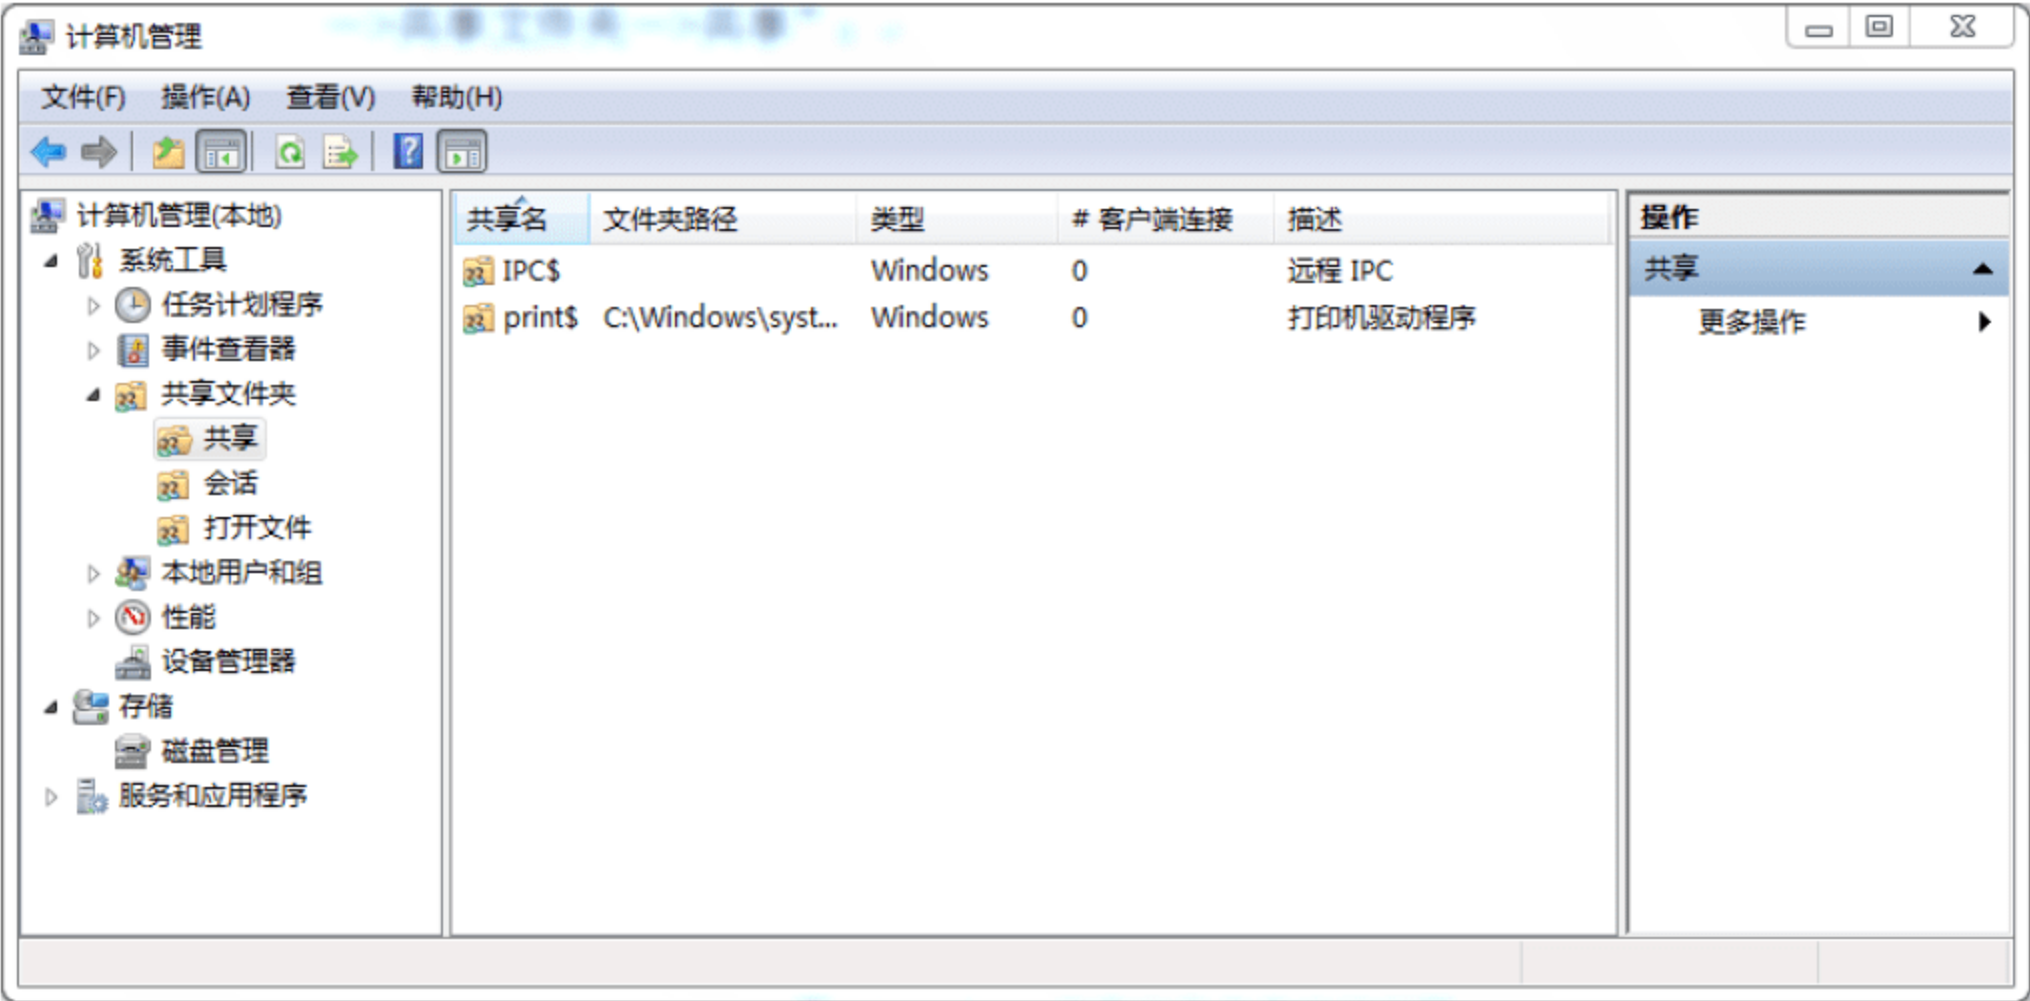 计算机管理
文件(F) 操作(A) 查看(V) 帮助(H)
计算机管理(本地)
系统工具
任务计划程序
事件查看器
共享文件夹
共享
会话
打开文件
本地用户和组
性能
设备管理器
存储
磁盘管理
服务和应用程序
共享名 文件夹路径 类型 # 客户端连接 描述
IPC$ Windows 0 远程 IPC
print$ C:\Windows\syst... Windows 0 打印机驱动程序
操作
共享
更多操作